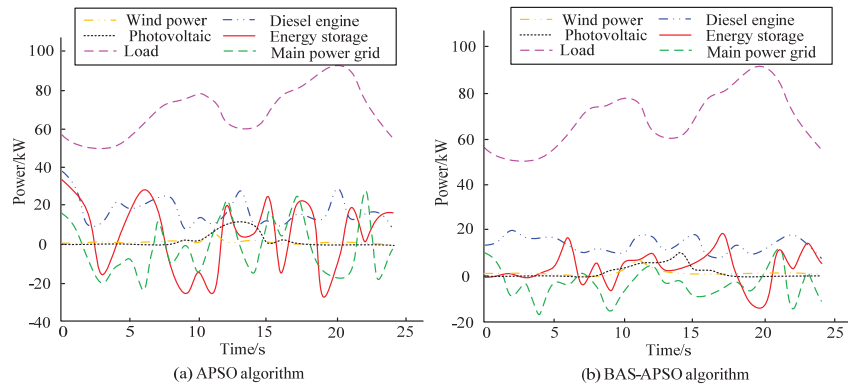 Wind power Diesel engine
Photovoltaic Energy storage
Load Main power grid
100
80
60
40
20
0
-20
-40
Power/kW
0 5 10 15 20 25
Time/s
(a) APSO algorithm
Wind power Diesel engine
Photovoltaic Energy storage
Load Main power grid
100
80
60
40
20
0
-20
Power/kW
0 5 10 15 20 25
Time/s
(b) BAS-APSO algorithm